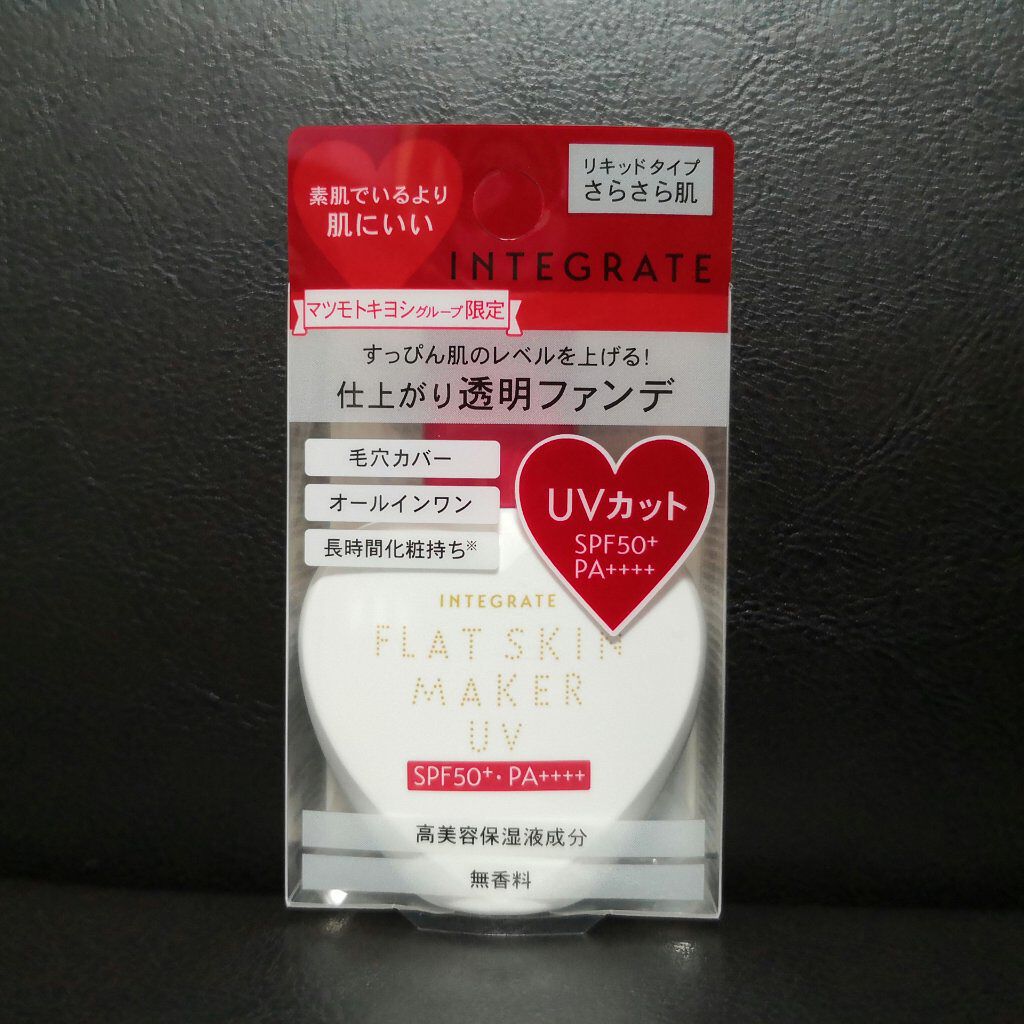 素肌でいるより
肌にいい
リキッドタイプ
さらさら肌
INTEGRATE
マツモトキヨシグループ限定
すっぴん肌のレベルを上げる!
仕上がり透明ファンデ
毛穴カバー
オールインワン
長時間化粧持ち※
UVカット
SPF50+
PA++++
INTEGRATE
FLAT SKIN
MAKER
UV
SPF50+・PA++++
高美容保湿液成分
無香料